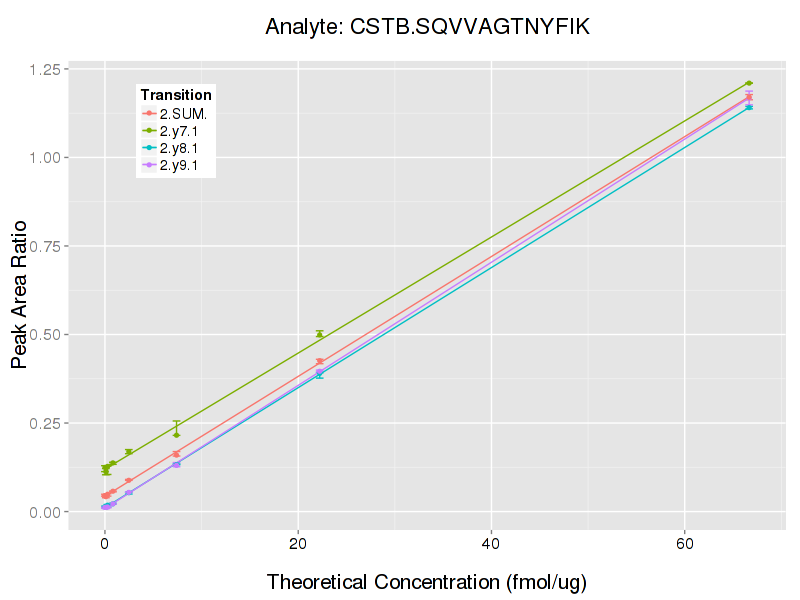 Analyte: CSTB.SQVVAGTNYFIK
Transition
2.SUM.
2.y7.1
2.y8.1
2.y9.1
Peak Area Ratio
1.25
1.00
0.75
0.50
0.25
0.00
0
20
40
60
Theoretical Concentration (fmol/ug)